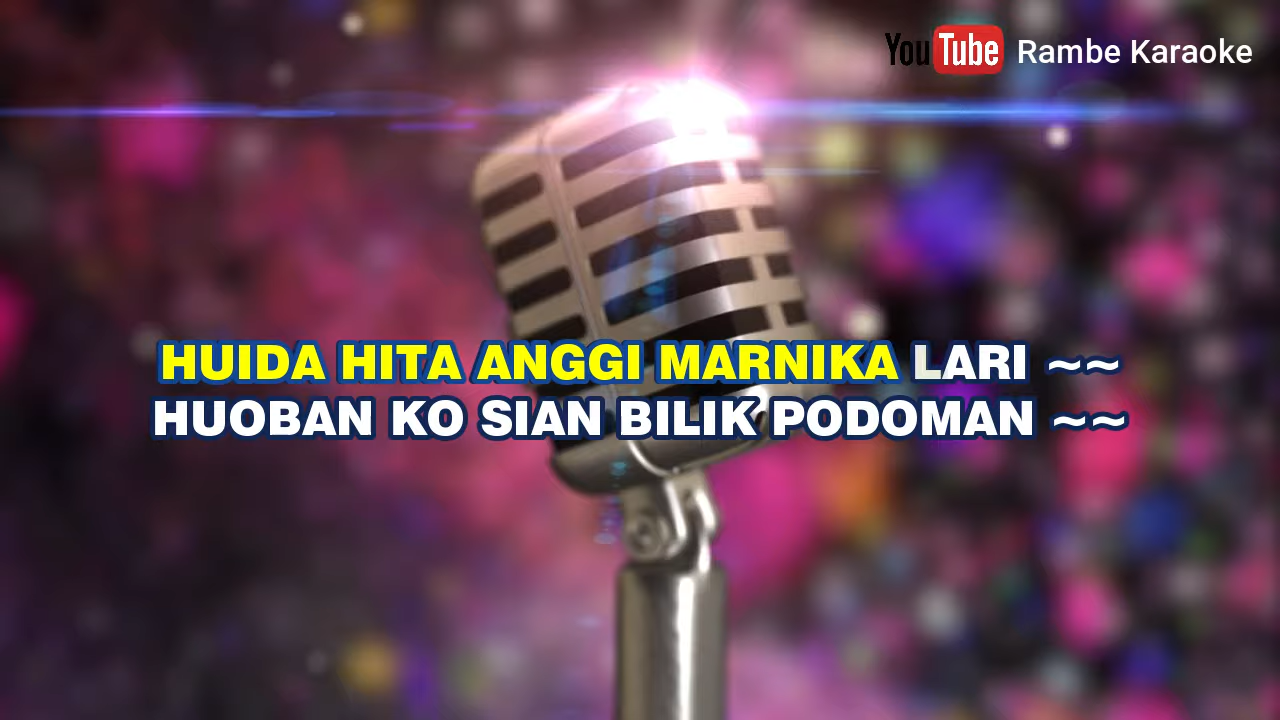 YouTube Rambe Karaoke
HUIDA HITA ANGGI MARNIKA LARI ~~
HUOBAN KO SIAN BILIK PODOMAN ~~